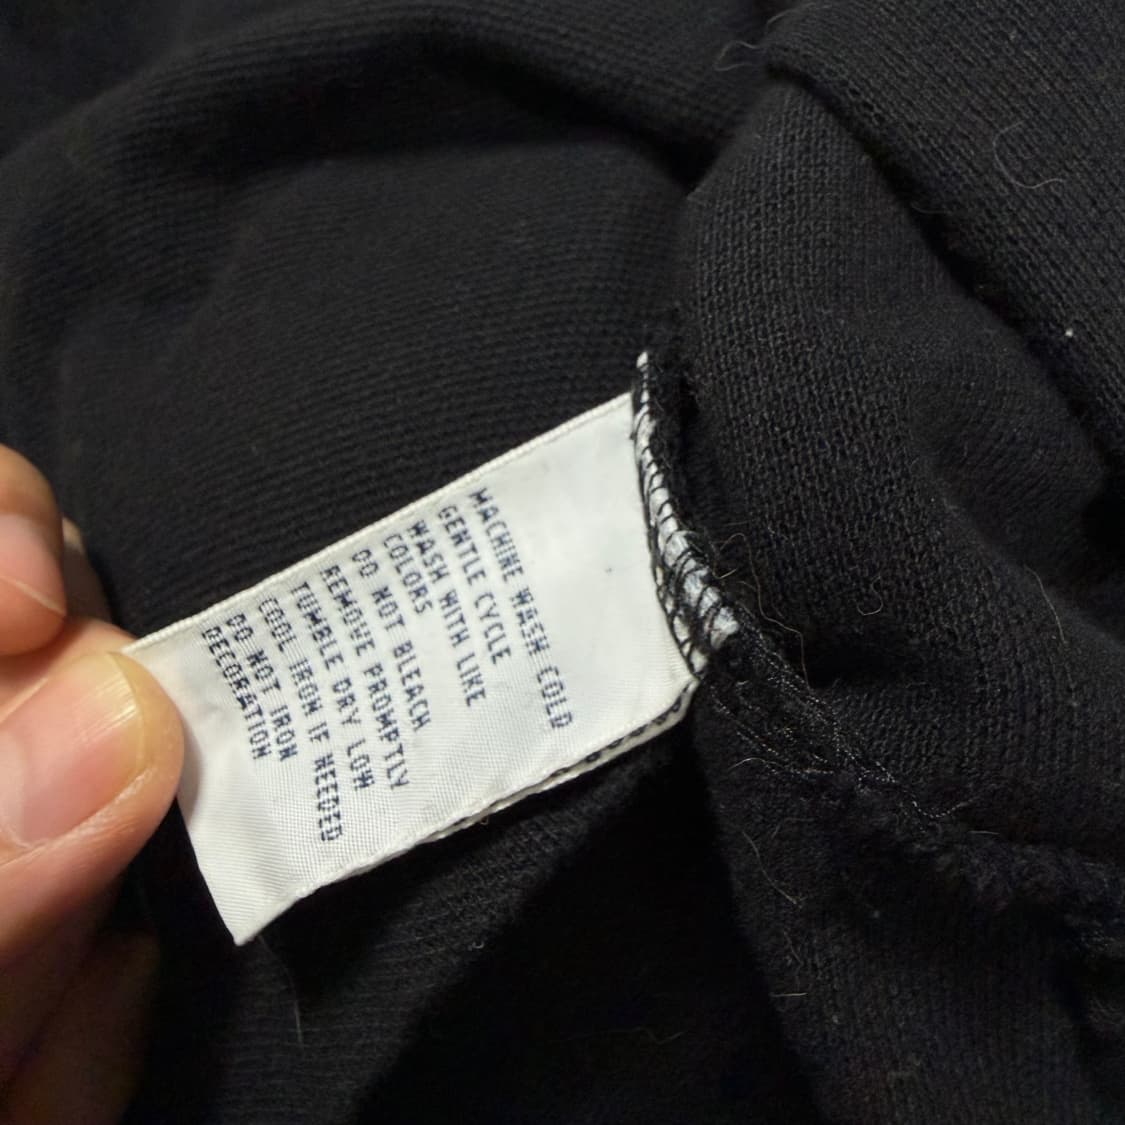 MACHINE WASH COLD
GENTLE CYCLE
WASH WITH LIKE
COLORS
DO NOT BLEACH
REMOVE PROMPTLY
TUMBLE DRY LOW
COOL IRON IF NEEDED
DO NOT IRON
DECORATION